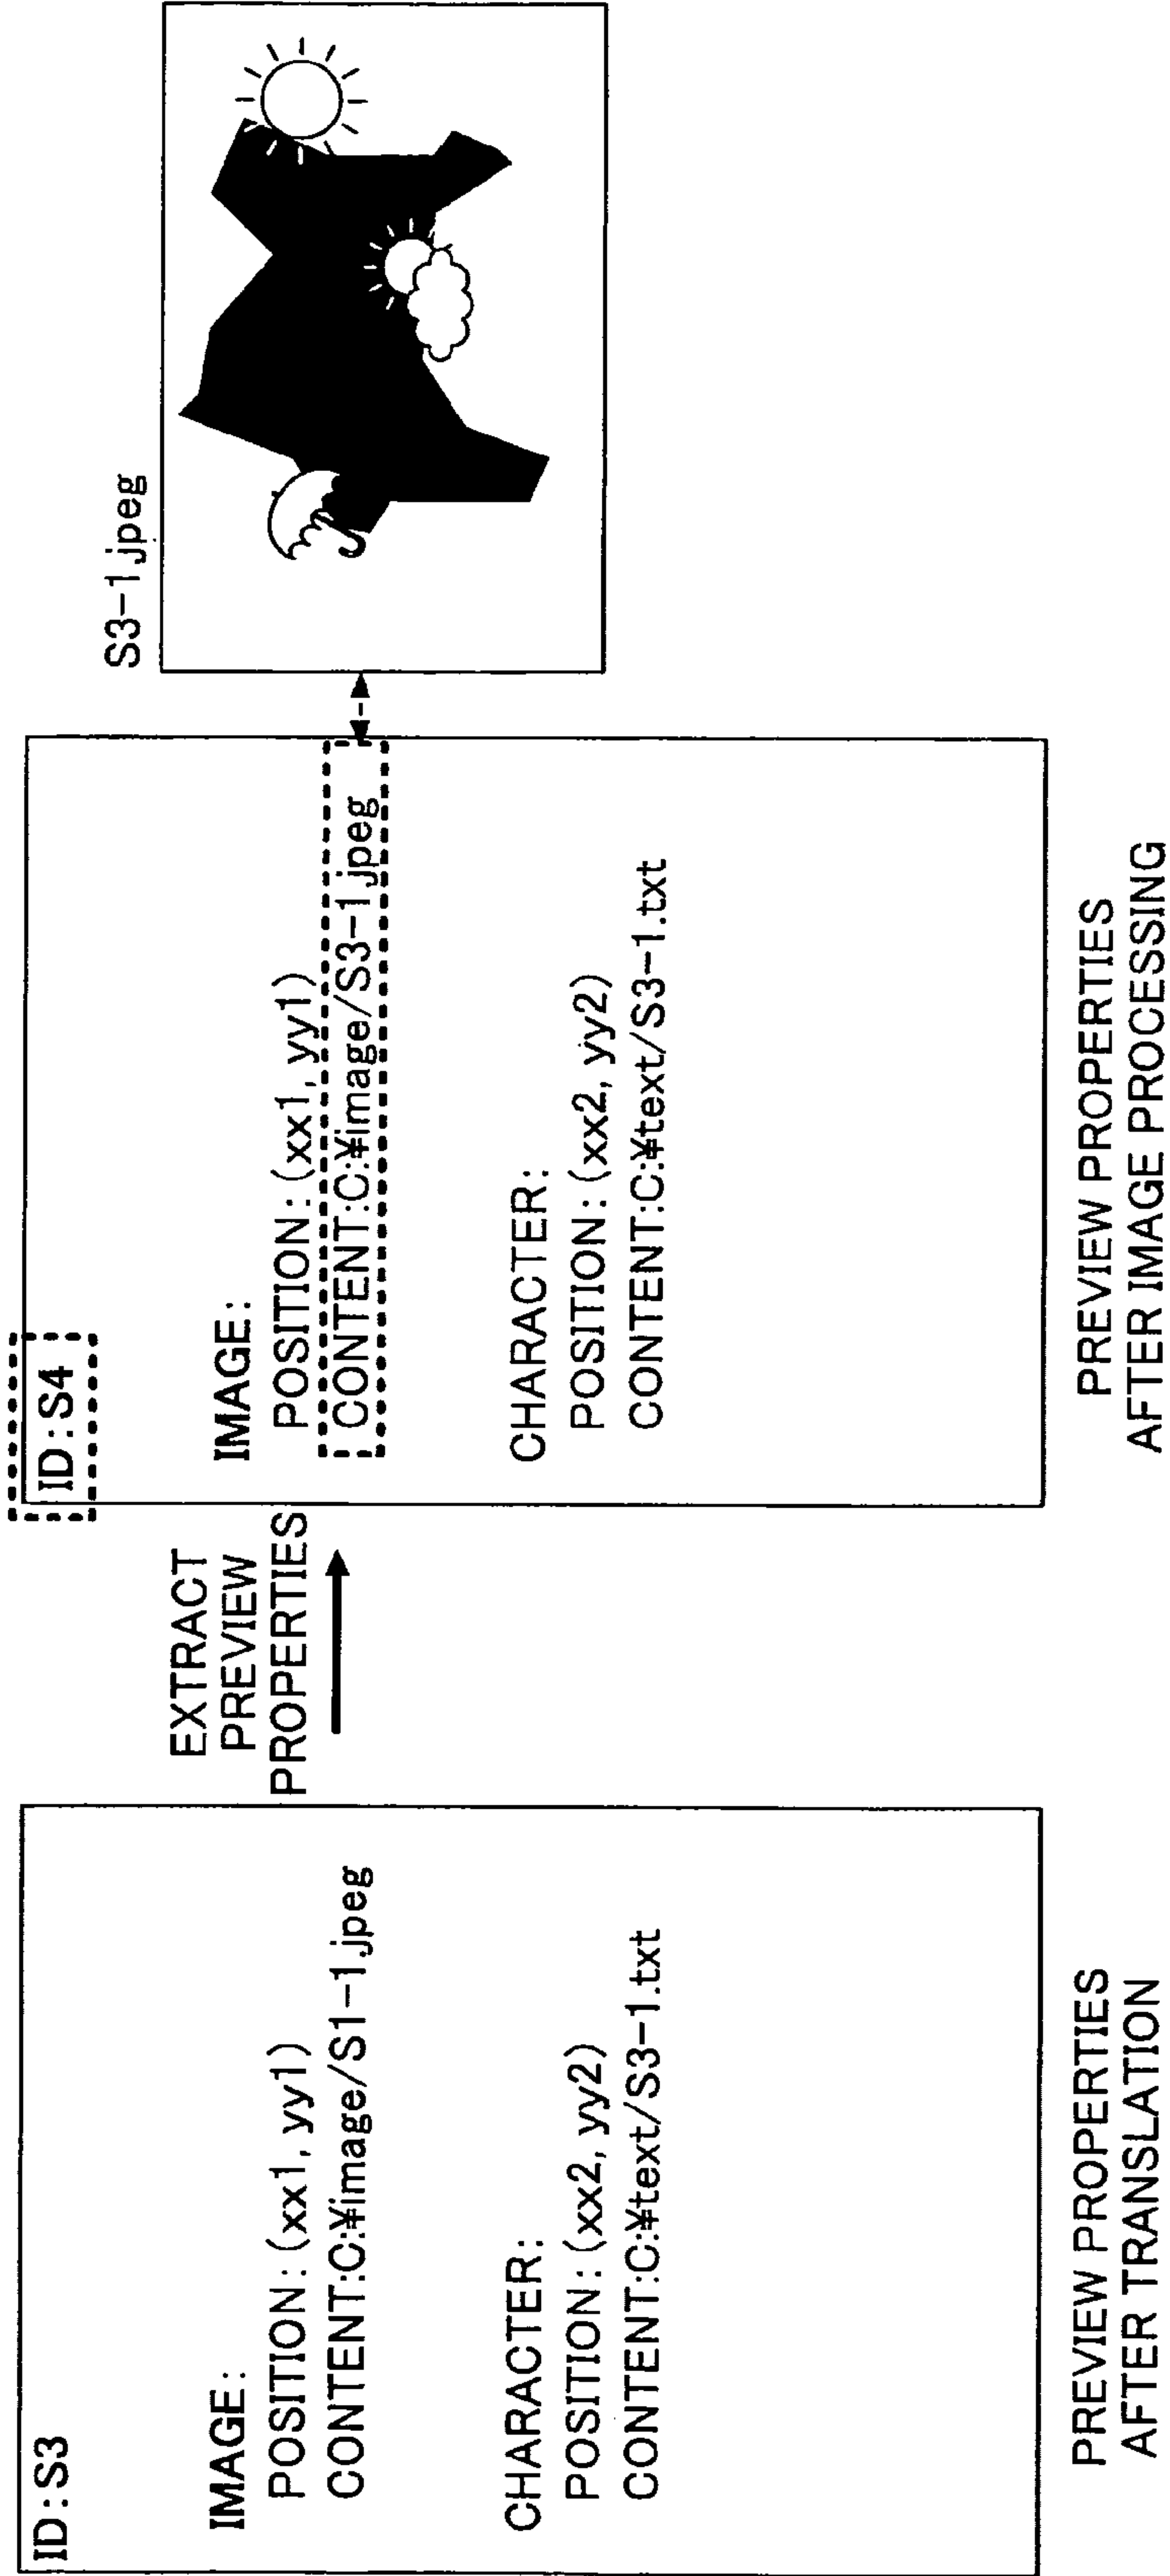 ID:S3
IMAGE:
POSITION:(xx1, yy1)
CONTENT:C:¥image/S1-1.jpeg
CHARACTER:
POSITION:(xx2, yy2)
CONTENT:C:¥text/S3-1.txt
PREVIEW PROPERTIES
AFTER TRANSLATION
EXTRACT
PREVIEW
PROPERTIES
ID:S4
IMAGE:
POSITION:(xx1, yy1)
CONTENT:C:¥image/S3-1.jpeg
CHARACTER:
POSITION:(xx2, yy2)
CONTENT:C:¥text/S3-1.txt
PREVIEW PROPERTIES
AFTER IMAGE PROCESSING
S3-1.jpeg